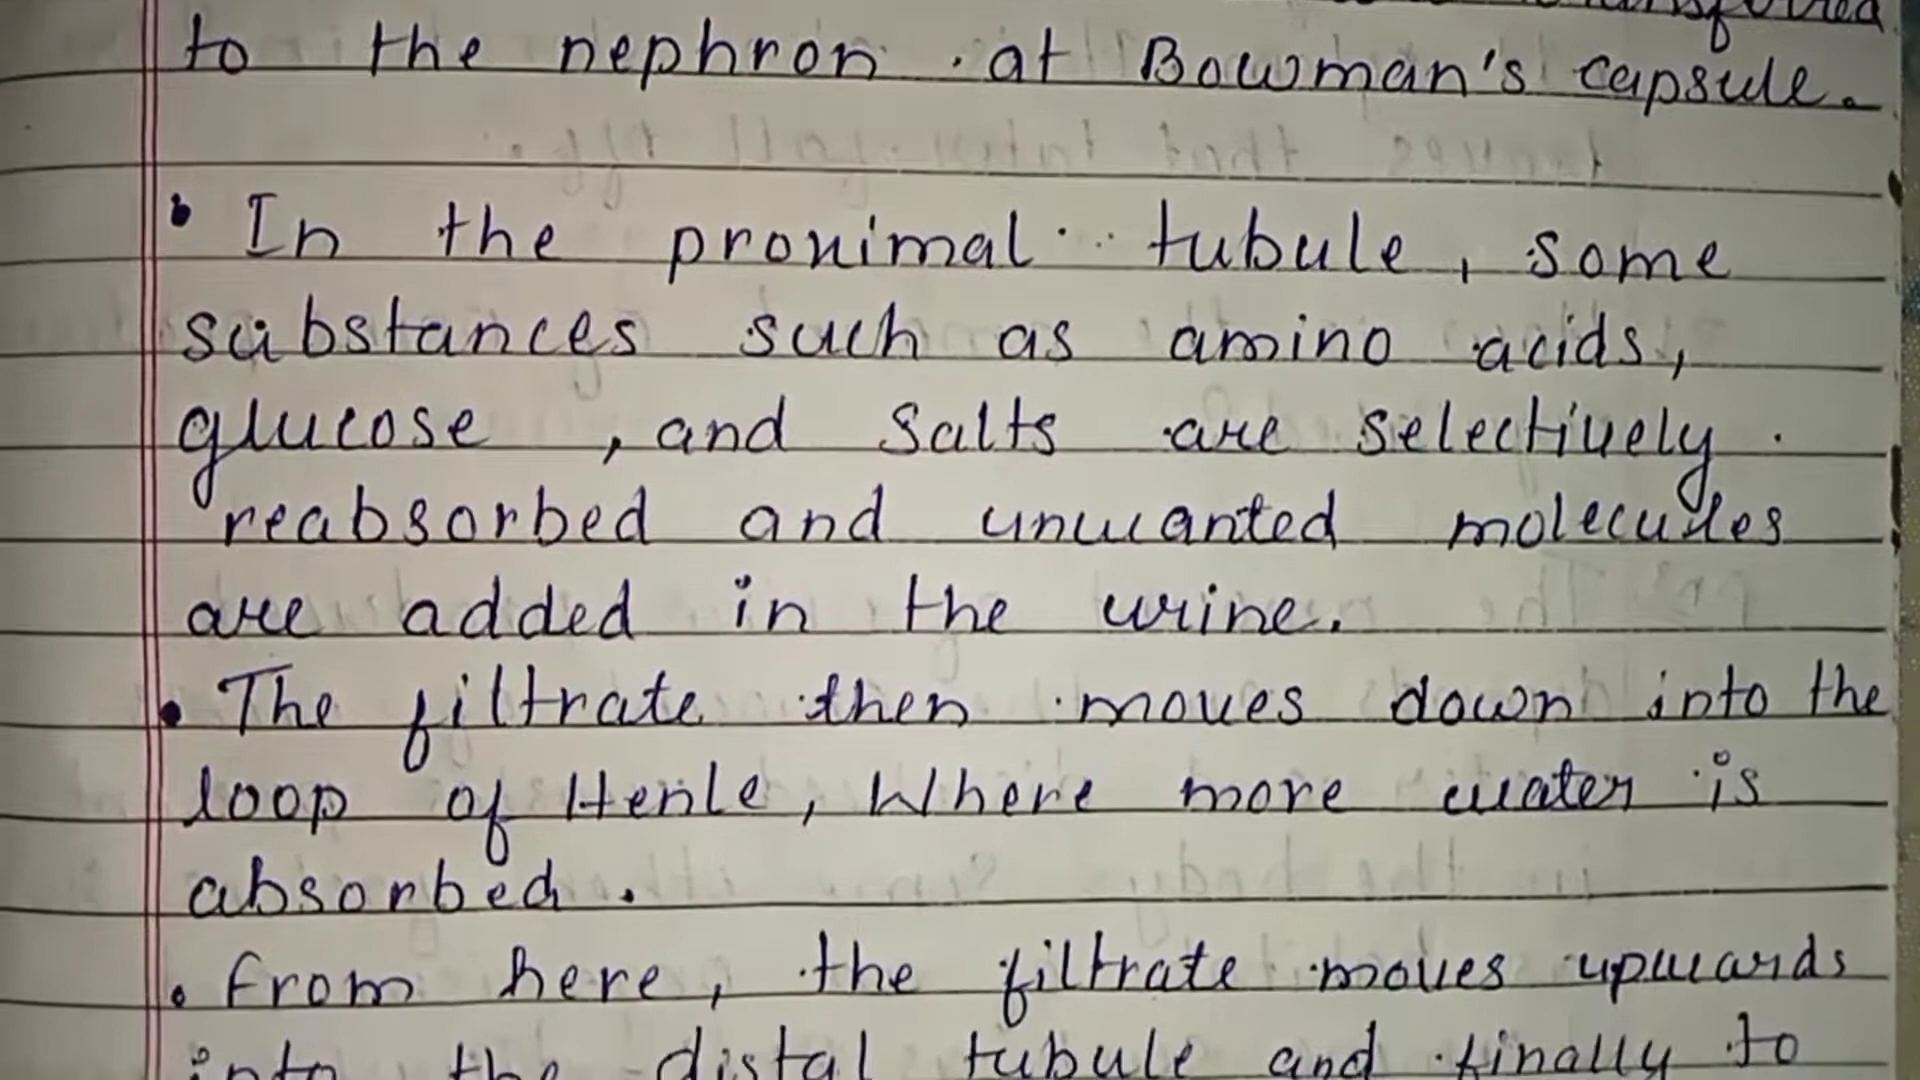 to the nephron at Bowman's capsule.
• In the proximal tubule, some
substances such as amino acids,
glucose, and salts are selectively
reabsorbed and unwanted molecules
are added in the urine.
• The filtrate then moves down into the
loop of Henle, Where more water is
absorbed.
• From here, the filtrate moves upwards
into the distal tubule and finally to